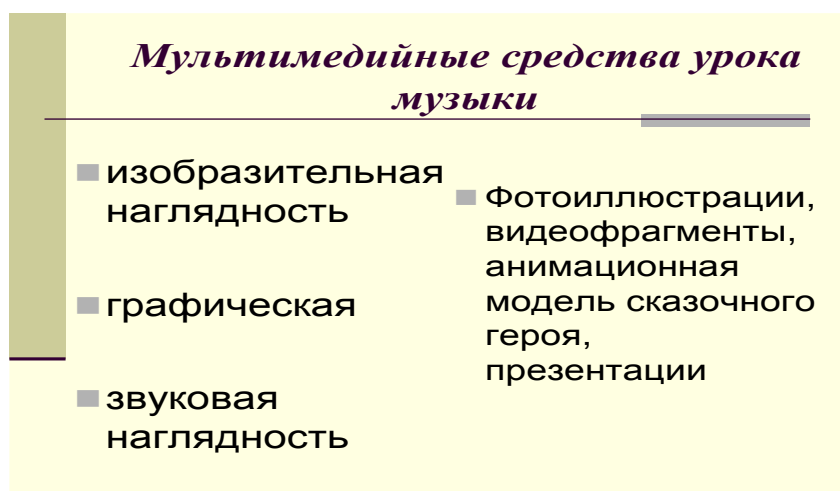 Мультимедийные средства урока
музыки
изобразительная
наглядность
графическая
звуковая
наглядность
Фотоиллюстрации,
видеофрагменты,
анимационная
модель сказочного
героя,
презентации